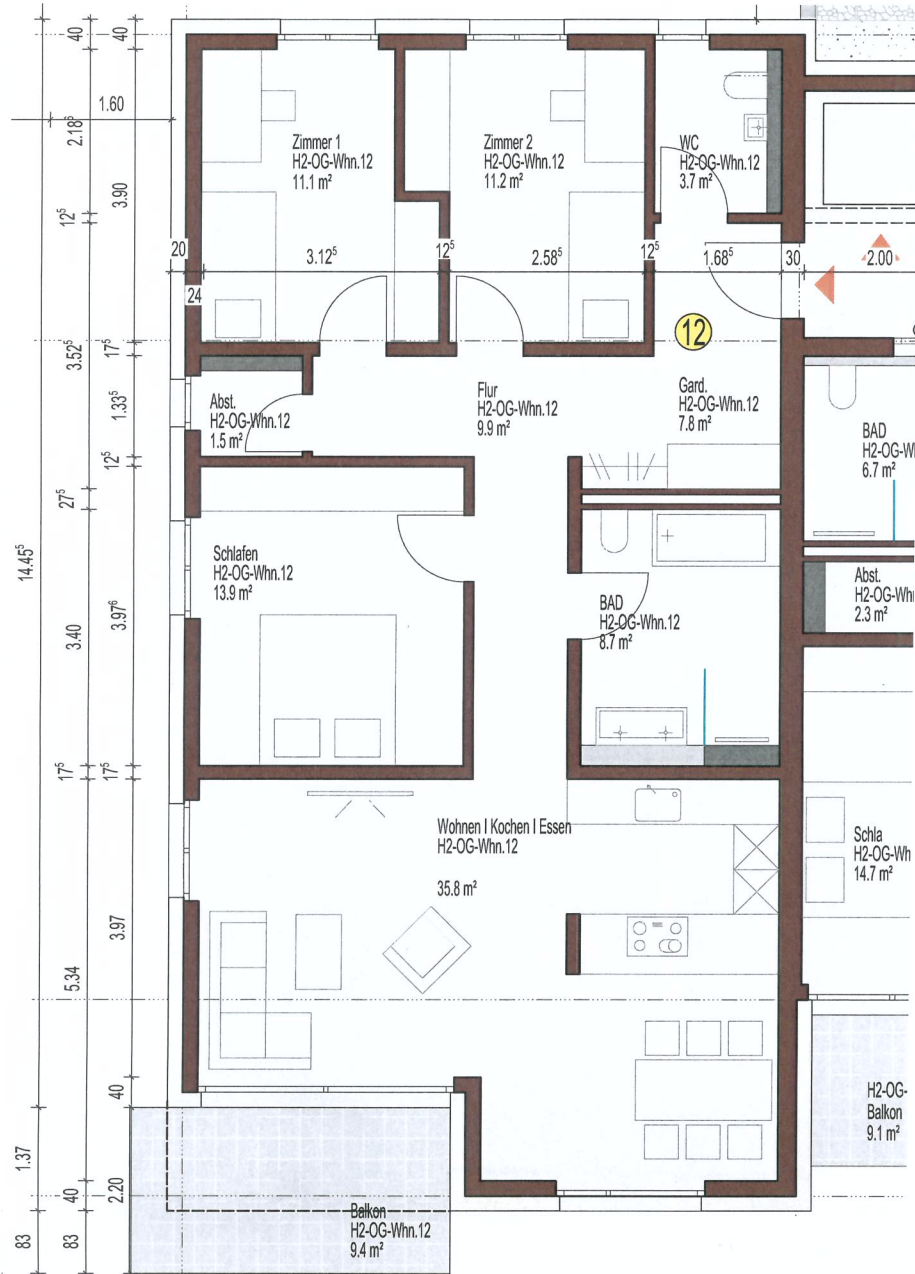 40
40
1.60
2.18⁵
3.90
12⁵
20
24
3.12⁵
12⁵
2.58⁵
12⁵
1.68⁵
30
2.00
Zimmer 1
H2-OG-Whn.12
11.1 m²
Zimmer 2
H2-OG-Whn.12
11.2 m²
WC
H2-OG-Whn.12
3.7 m²
12
3.52⁵
17⁵
1.33⁵
12⁵
27⁵
Abst.
H2-OG-Whn.12
1.5 m²
Flur
H2-OG-Whn.12
9.9 m²
Gard.
H2-OG-Whn.12
7.8 m²
BAD
H2-OG-Wh
6.7 m²
14.45⁵
3.40
3.97⁶
Schlafen
H2-OG-Whn.12
13.9 m²
BAD
H2-OG-Whn.12
8.7 m²
Abst.
H2-OG-Whn
2.3 m²
17⁵
17⁵
Wohnen I Kochen I Essen
H2-OG-Whn.12
35.8 m²
Schla
H2-OG-Wh
14.7 m²
3.97
5.34
40
1.37
40
2.20
83
83
Balkon
H2-OG-Whn.12
9.4 m²
H2-OG-
Balkon
9.1 m²